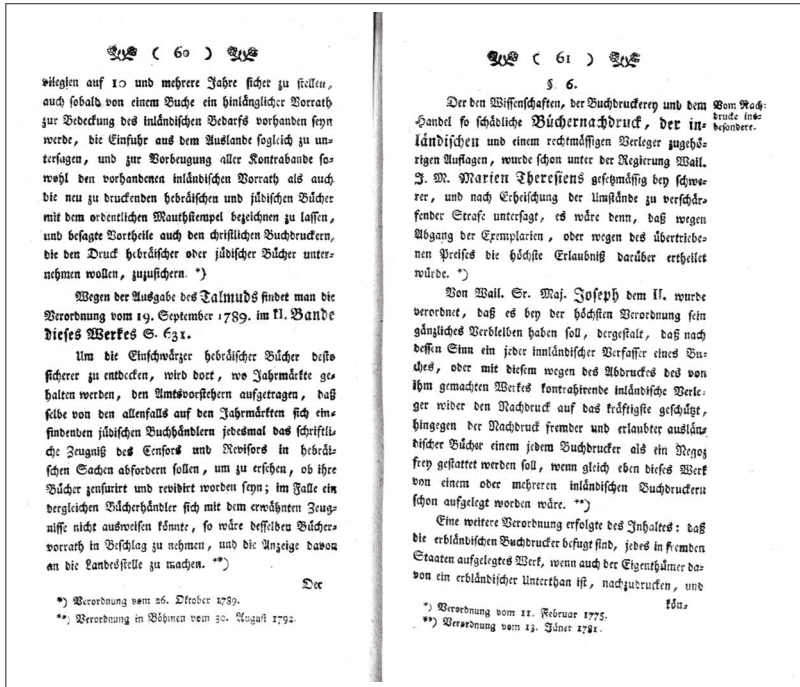 ( 60 )
vilegien auf 10 und mehrere Jahre sicher zu stellen,
auch sobald von einem Buche ein hinlänglicher Vorrath
zur Bedeckung des inländischen Bedarfs vorhanden seyn
werde, die Einfuhr aus dem Auslande sogleich zu un-
tersagen, und zur Vorbeugung aller Kontrabande so-
wohl den vorhandenen inländischen Vorrath als auch
die neu zu druckenden hebräischen und jüdischen Bücher
mit dem ordentlichen Mauthstempel bezeichnen zu lassen,
und besagte Vortheile auch den christlichen Buchdruckern,
die den Druck hebräischer oder jüdischer Bücher unter-
nehmen wollen, zuzusichern. *)
Wegen der Ausgabe des Talmuds findet man die
Verordnung vom 19. September 1789. im fl. Bande
dieses Werkes S. 631.
Um die Einschwärzer hebräischer Bücher desto
sicherer zu entdecken, wird dort, wo Jahrmärkte ge-
halten werden, den Amtsvorstehern aufgetragen, daß
selbe von den allenfalls auf den Jahrmärkten sich ein-
findenden jüdischen Buchhändlern jedesmal das schriftli-
che Zeugniß des Censors und Revisors in hebräi-
schen Sachen abfordern sollen, um zu ersehen, ob ihre
Bücher zensurirt und revidirt worden seyn; im Falle ein
dergleichen Bücherhändler sich mit dem erwähnten Zeug-
nisse nicht ausweisen könnte, so wäre desselben Bücher-
vorrath in Beschlag zu nehmen, und die Anzeige davon
an die Landesstelle zu machen. **)
Der
*) Verordnung vom 26. Oktober 1789.
**) Verordnung in Böhmen vom 30. August 1792.
( 61 )
§. 6.
Der den Wissenschaften, der Buchdruckerey und dem
Handel so schädliche Büchernachdruck, der in-
ländischen und einem rechtmässigen Verleger zugehö-
rigen Auflagen, wurde schon unter der Regierung Wail.
J. M. Marien Theresiens gesetzmässig bey schwe-
rer, und nach Erheischung der Umstände zu verschär-
fender Strafe untersagt, es wäre denn, daß wegen
Abgang der Exemplarien, oder wegen des übertriebe-
nen Preises die höchste Erlaubniß darüber ertheilet
würde. *)
Vom Nach-
drucke ins-
besondere.
Von Wail. Sr. Maj. Joseph dem II. wurde
verordnet, daß es bey der höchsten Verordnung sein
gänzliches Verbleiben haben soll, dergestalt, daß nach
dessen Sinn ein jeder innländischer Verfasser eines Bu-
ches, oder mit diesem wegen des Abdruckes des von
ihm gemachten Werkes kontrahirende inländische Verle-
ger wider den Nachdruck auf das kräftigste geschützt,
hingegen der Nachdruck fremder und erlaubter auslän-
discher Bücher einem jedem Buchdrucker als ein Negoz
frey gestattet werden soll, wenn gleich eben dieses Werk
von einem oder mehreren inländischen Buchdruckern
schon aufgelegt worden wäre. **)
Eine weitere Verordnung erfolgte des Inhaltes: daß
die erbländischen Buchdrucker befugt sind, jedes in fremden
Staaten aufgelegtes Werk, wenn auch der Eigenthümer da-
von ein erbländischer Unterthan ist, nachzudrucken, und
kön-
*) Verordnung vom 11. Februar 1775.
**) Verordnung vom 13. Jäner 1781.